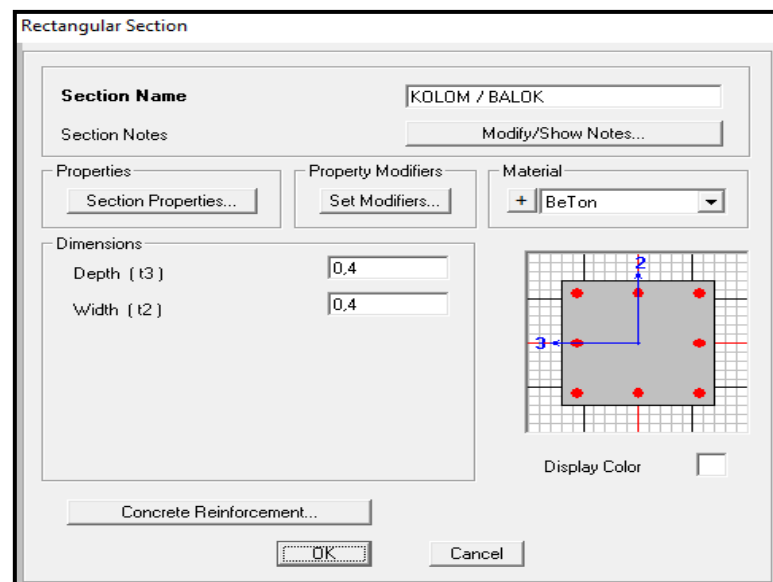 Rectangular Section
Section Name KOLOM / BALOK
Section Notes Modify/Show Notes...
Properties Property Modifiers Material
Section Properties... Set Modifiers... + BeTon
Dimensions
Depth ( t3 ) 0,4
Width ( t2 ) 0,4
2
3
Display Color
Concrete Reinforcement...
OK Cancel